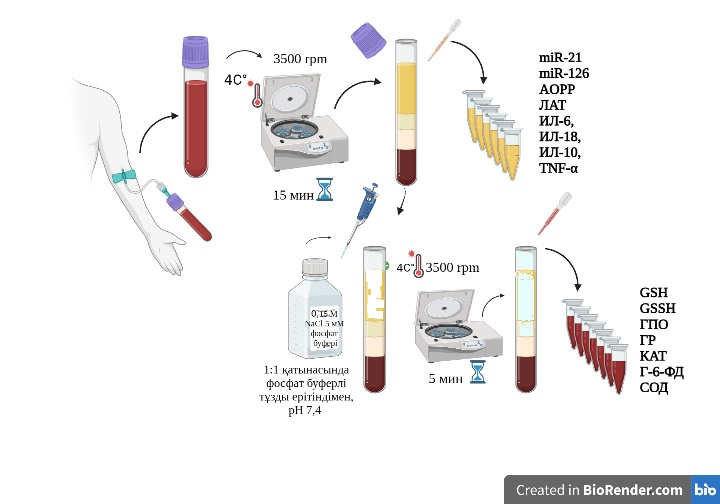 3500 rpm
4C°
15 мин
miR-21
miR-126
АОРР
ЛАТ
ИЛ-6,
ИЛ-18,
ИЛ-10,
TNF-α
0,15 М
NaCl 5 мМ
фосфат
буфері
1:1 қатынасында
фосфат буферлі
тұзды ерітіндімен,
рН 7,4
4C°
3500 rpm
5 мин
GSH
GSSH
ГПО
ГР
КАТ
Г-6-ФД
СОД
Created in BioRender.com
bio